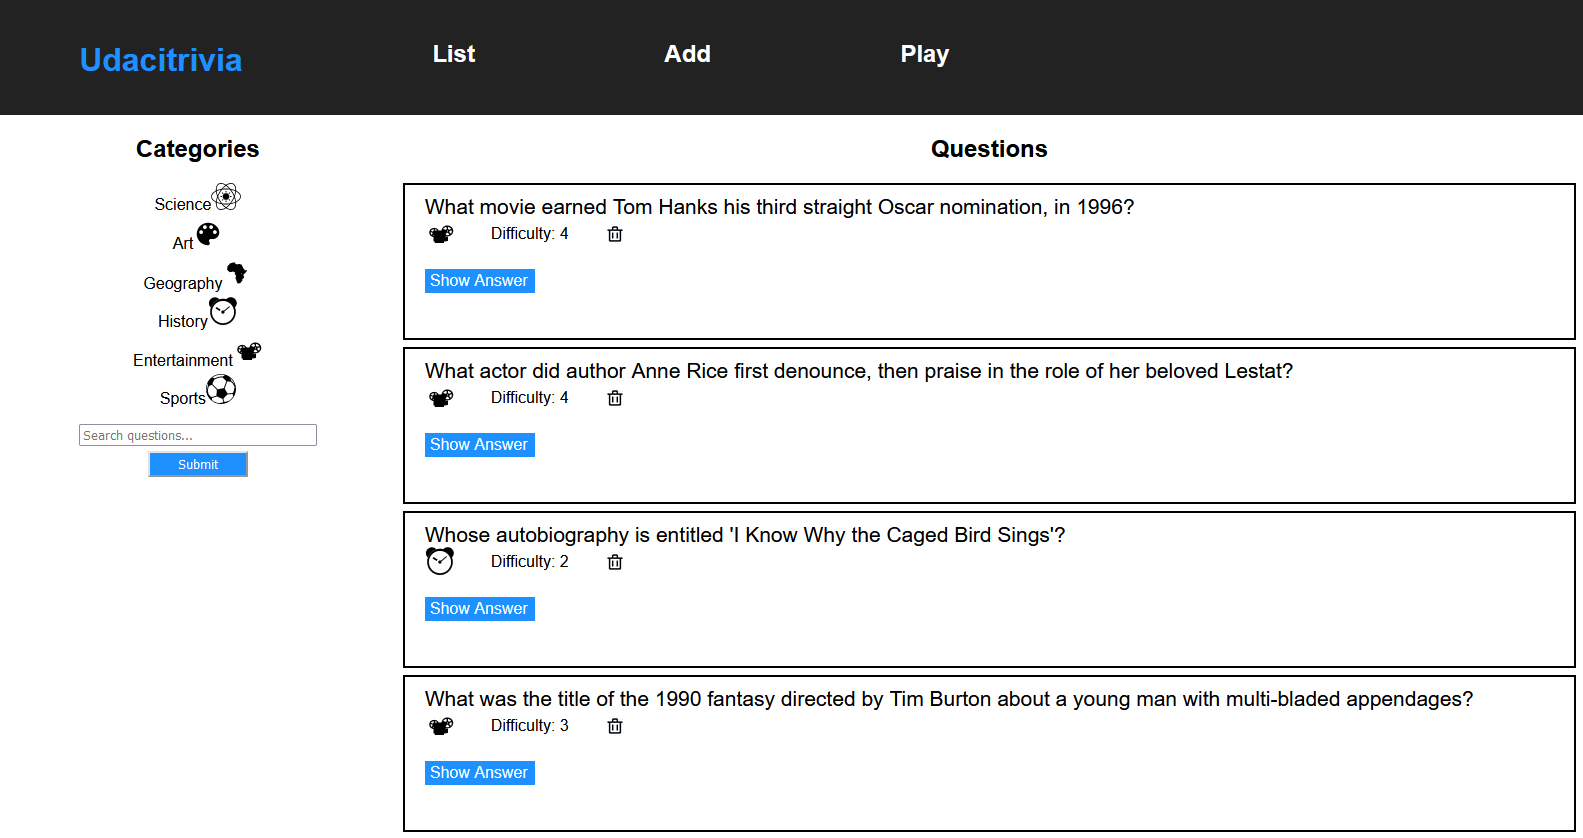 Udacitrivia
List
Add
Play
Categories
Science
Art
Geography
History
Entertainment
Sports
Search questions...
Submit
Questions
What movie earned Tom Hanks his third straight Oscar nomination, in 1996?
Difficulty: 4
Show Answer
What actor did author Anne Rice first denounce, then praise in the role of her beloved Lestat?
Difficulty: 4
Show Answer
Whose autobiography is entitled 'I Know Why the Caged Bird Sings'?
Difficulty: 2
Show Answer
What was the title of the 1990 fantasy directed by Tim Burton about a young man with multi-bladed appendages?
Difficulty: 3
Show Answer